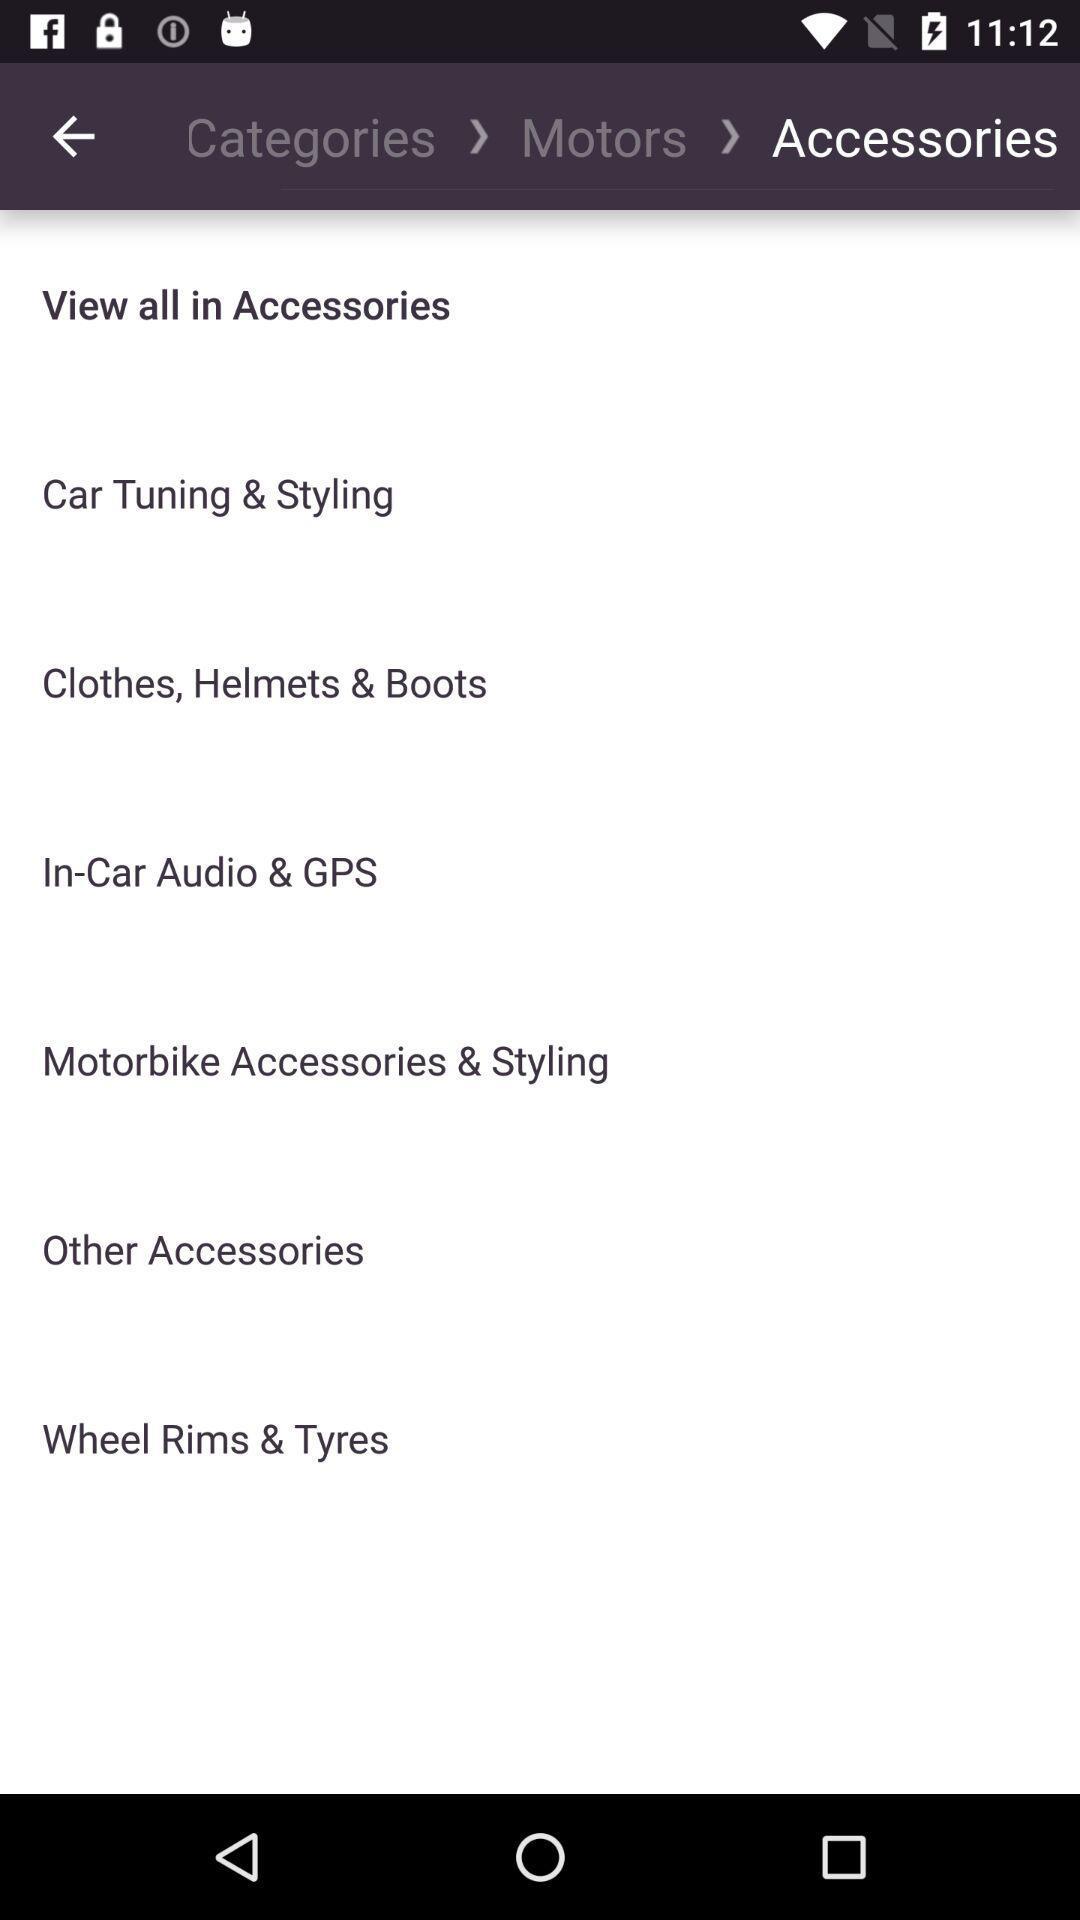 11:12
Categories ❯ Motors ❯ Accessories
View all in Accessories
Car Tuning & Styling
Clothes, Helmets & Boots
In-Car Audio & GPS
Motorbike Accessories & Styling
Other Accessories
Wheel Rims & Tyres